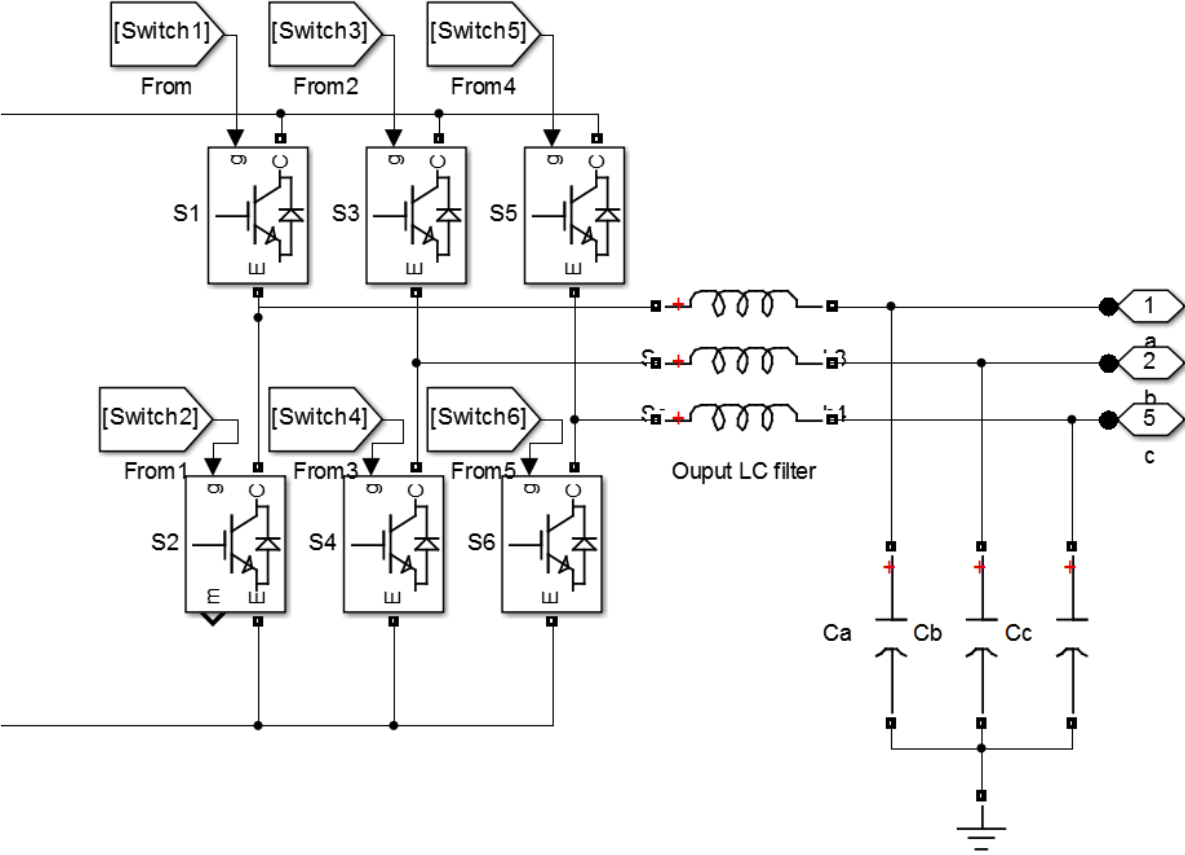 [Switch1]
[Switch3]
[Switch5]
From
From2
From4
g
C
g
C
g
C
S1
S3
S5
E
E
E
+
1
a
+
2
b
+
5
c
[Switch2]
[Switch4]
[Switch6]
From1
From3
From5
Ouput LC filter
g
C
g
C
g
C
S2
S4
S6
m
E
E
E
+
+
+
Ca
Cb
Cc